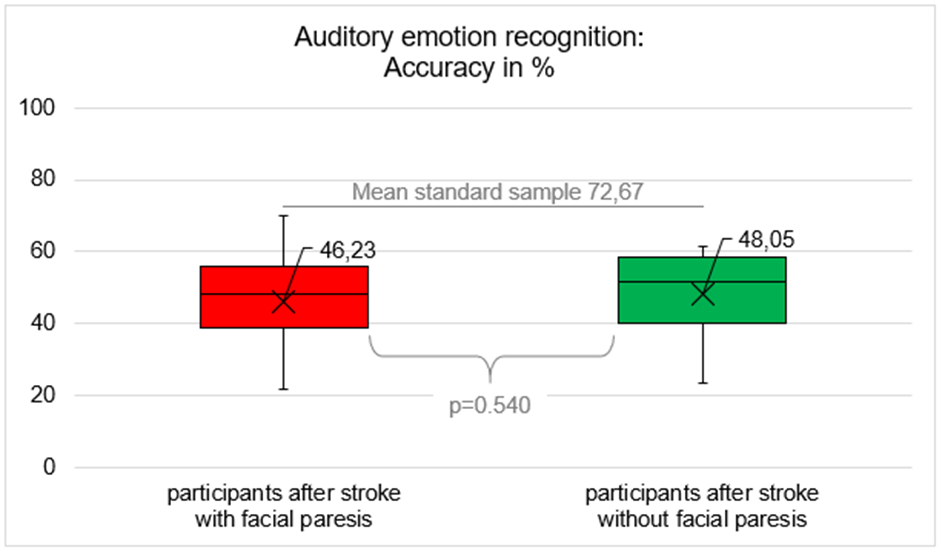 Auditory emotion recognition:
Accuracy in %
100
80
Mean standard sample 72,67
60
46,23
48,05
40
20
p=0.540
0
participants after stroke
with facial paresis
participants after stroke
without facial paresis